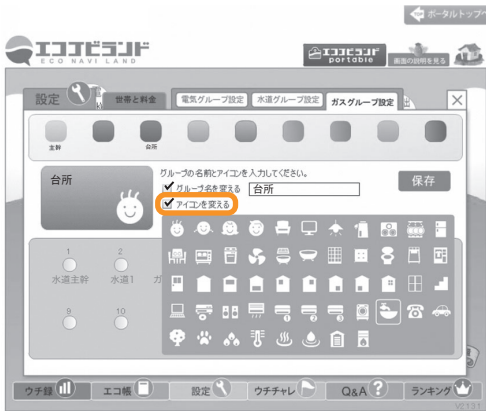 ポータルトップへ
エココナビランド
ECO NAVI LAND
portable
画面の説明を見る
設定
世帯と料金
電気グループ設定
水道グループ設定
ガスグループ設定
主幹
台所
台所
グループの名前とアイコンを入力してください。
グループ名を変える
台所
保存
アイコンを変える
1
2
水道主幹
水道1
ガ
9
10
ウチ録
エコ帳
設定
ウチチャレ
Q&A
ランキング
V2.1.3.1